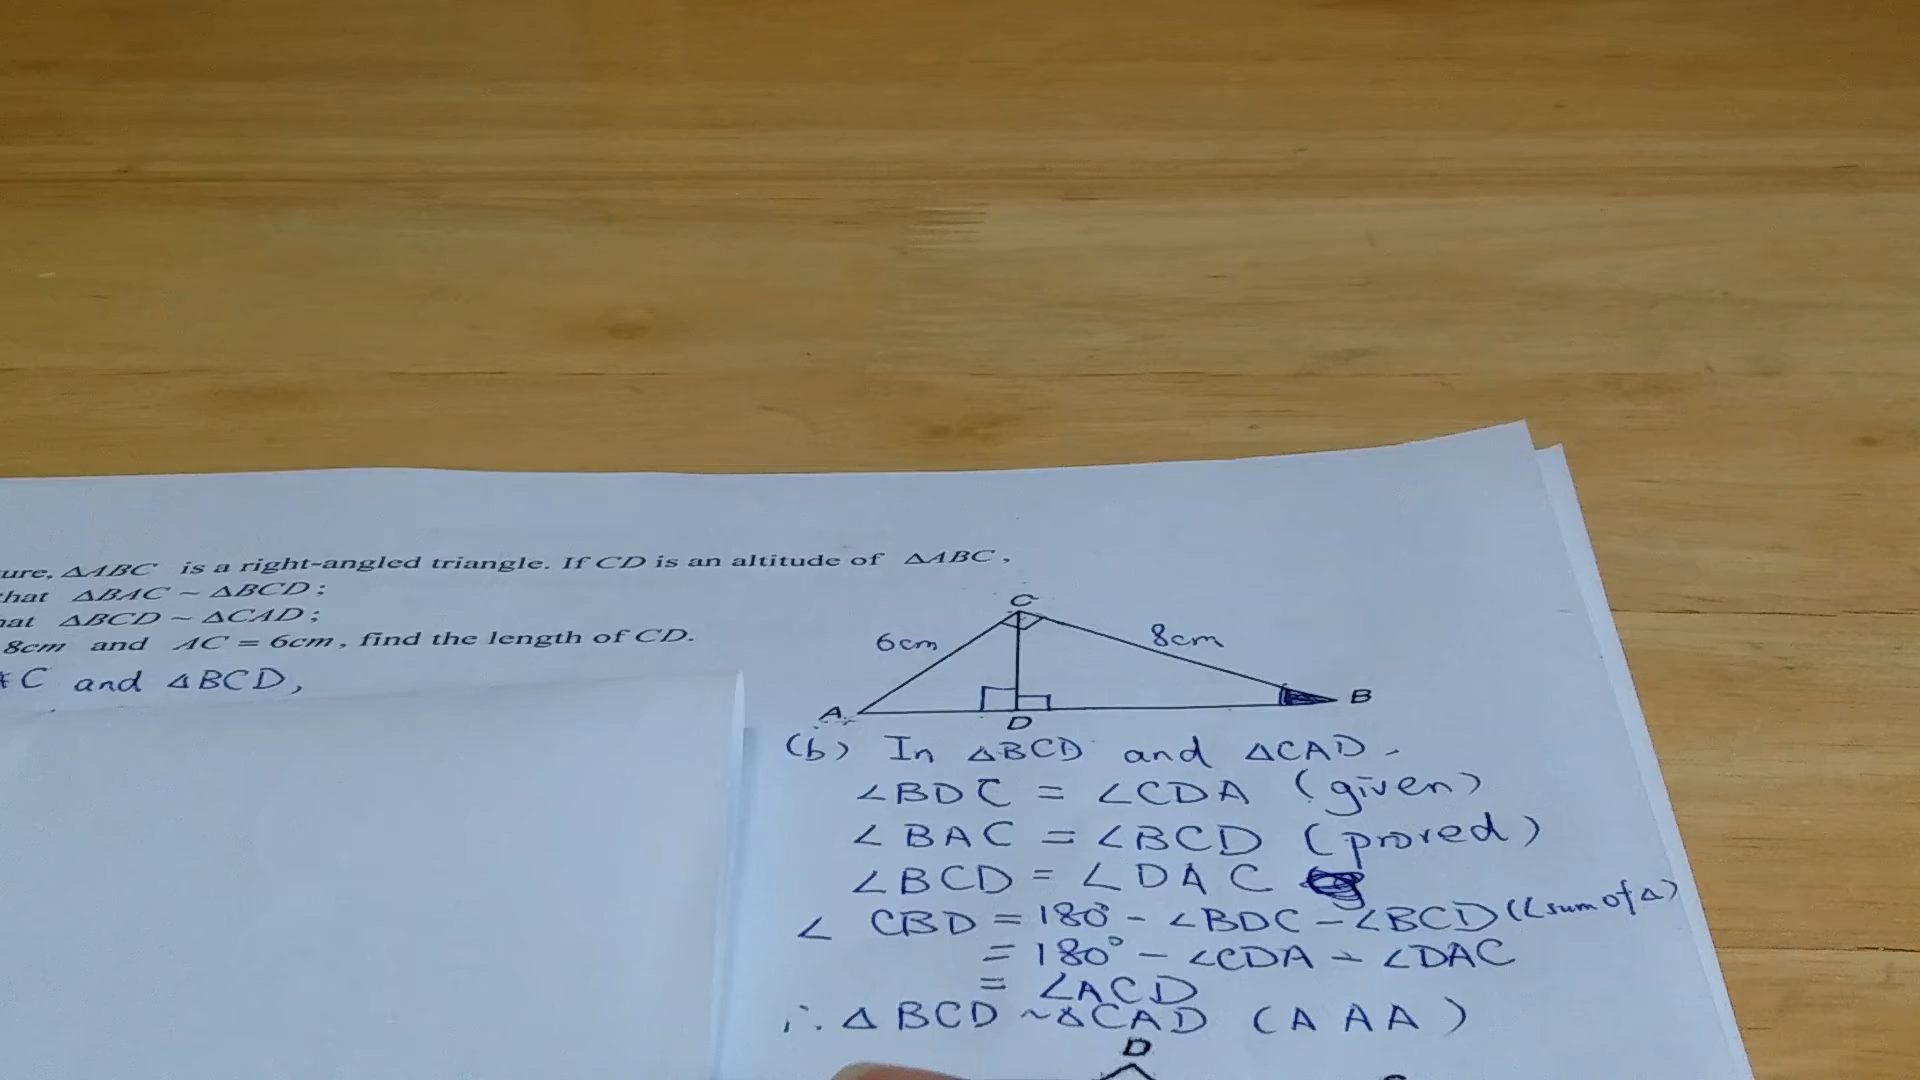 ure, ΔABC is a right-angled triangle. If CD is an altitude of ΔABC,
that ΔBAC ~ ΔBCD;
hat ΔBCD ~ ΔCAD;
8cm and AC = 6cm, find the length of CD.
C and ΔBCD,
C
6cm
8cm
A
D
B
(b) In ΔBCD and ΔCAD.
∠BDC = ∠CDA (given)
∠BAC = ∠BCD (proved)
∠BCD = ∠DAC
∠ CBD = 180° - ∠BDC - ∠BCD (∠sum of Δ)
= 180° - ∠CDA - ∠DAC
= ∠ACD
∴ Δ BCD ~ΔCAD (AAA)
D